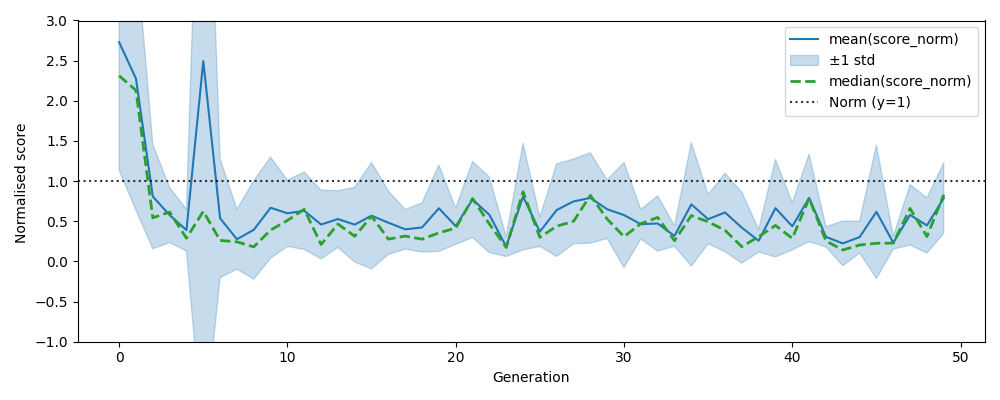 3.0
2.5
2.0
1.5
1.0
0.5
0.0
−0.5
−1.0
Normalised score
0 10 20 30 40 50
Generation
mean(score_norm)
±1 std
median(score_norm)
Norm (y=1)